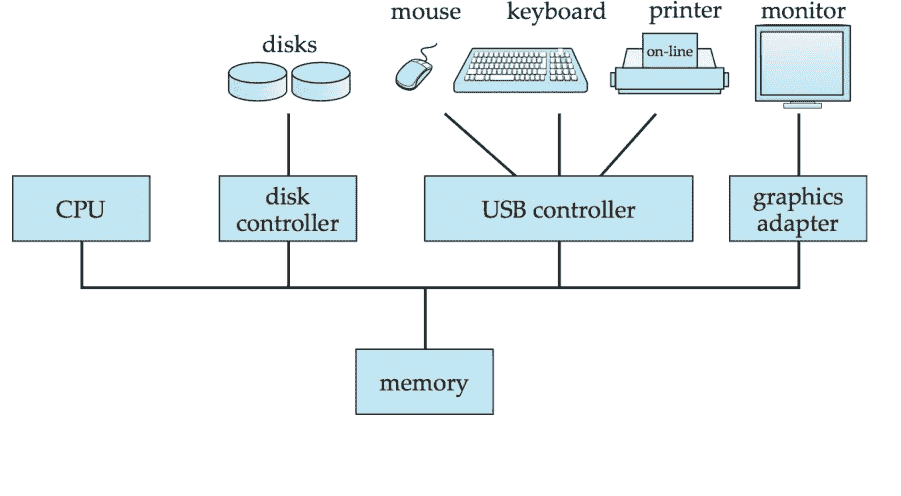 mouse
keyboard
printer
monitor
disks
on-line
CPU
disk
controller
USB controller
graphics
adapter
memory